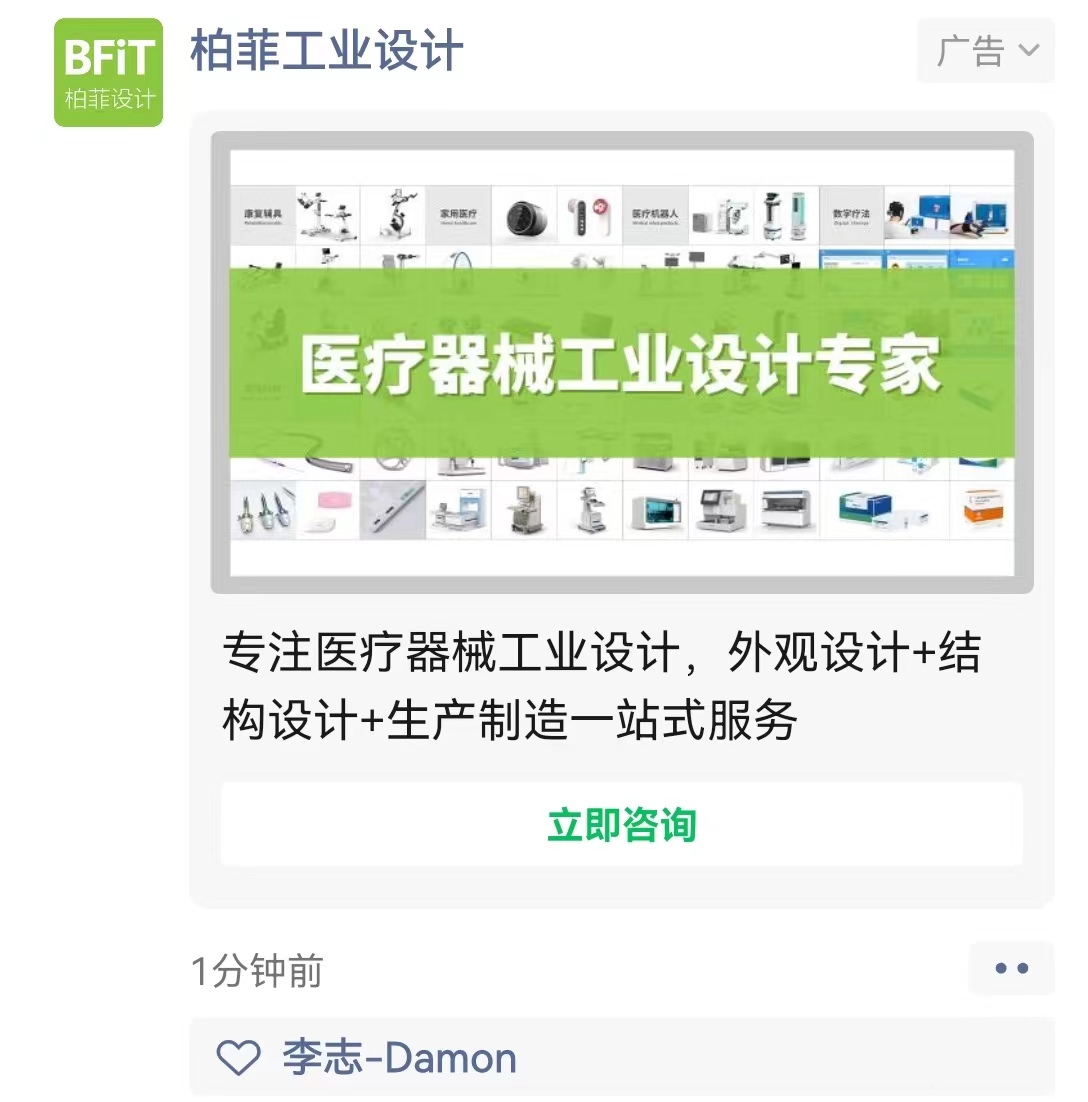 BFiT
柏菲设计
柏菲工业设计
广告
康复辅具
家用医疗
医疗机器人
数字疗法
医疗器械工业设计专家
专注医疗器械工业设计，外观设计+结
构设计+生产制造一站式服务
立即咨询
1分钟前
李志-Damon